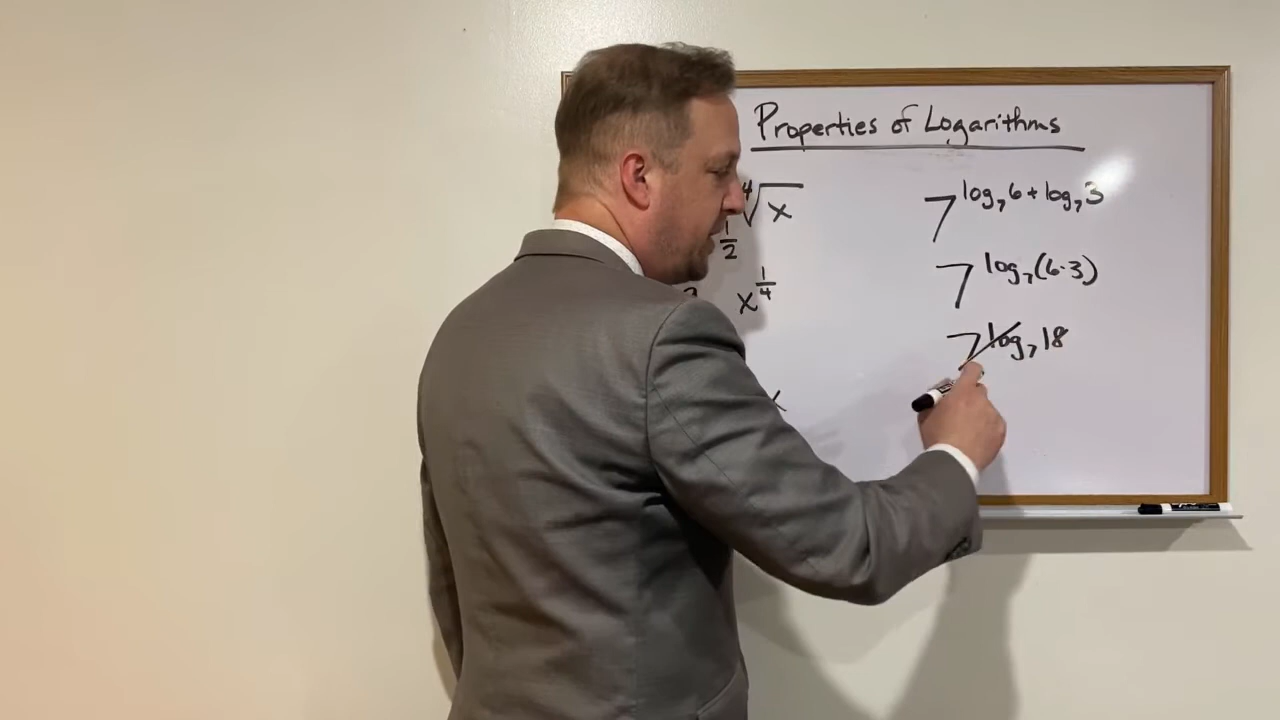 Properties of Logarithms
⁴√x
1/2
x^(1/4)
x
7^(log₇6 + log₇3)
7^(log₇(6·3))
7^(log₇18)